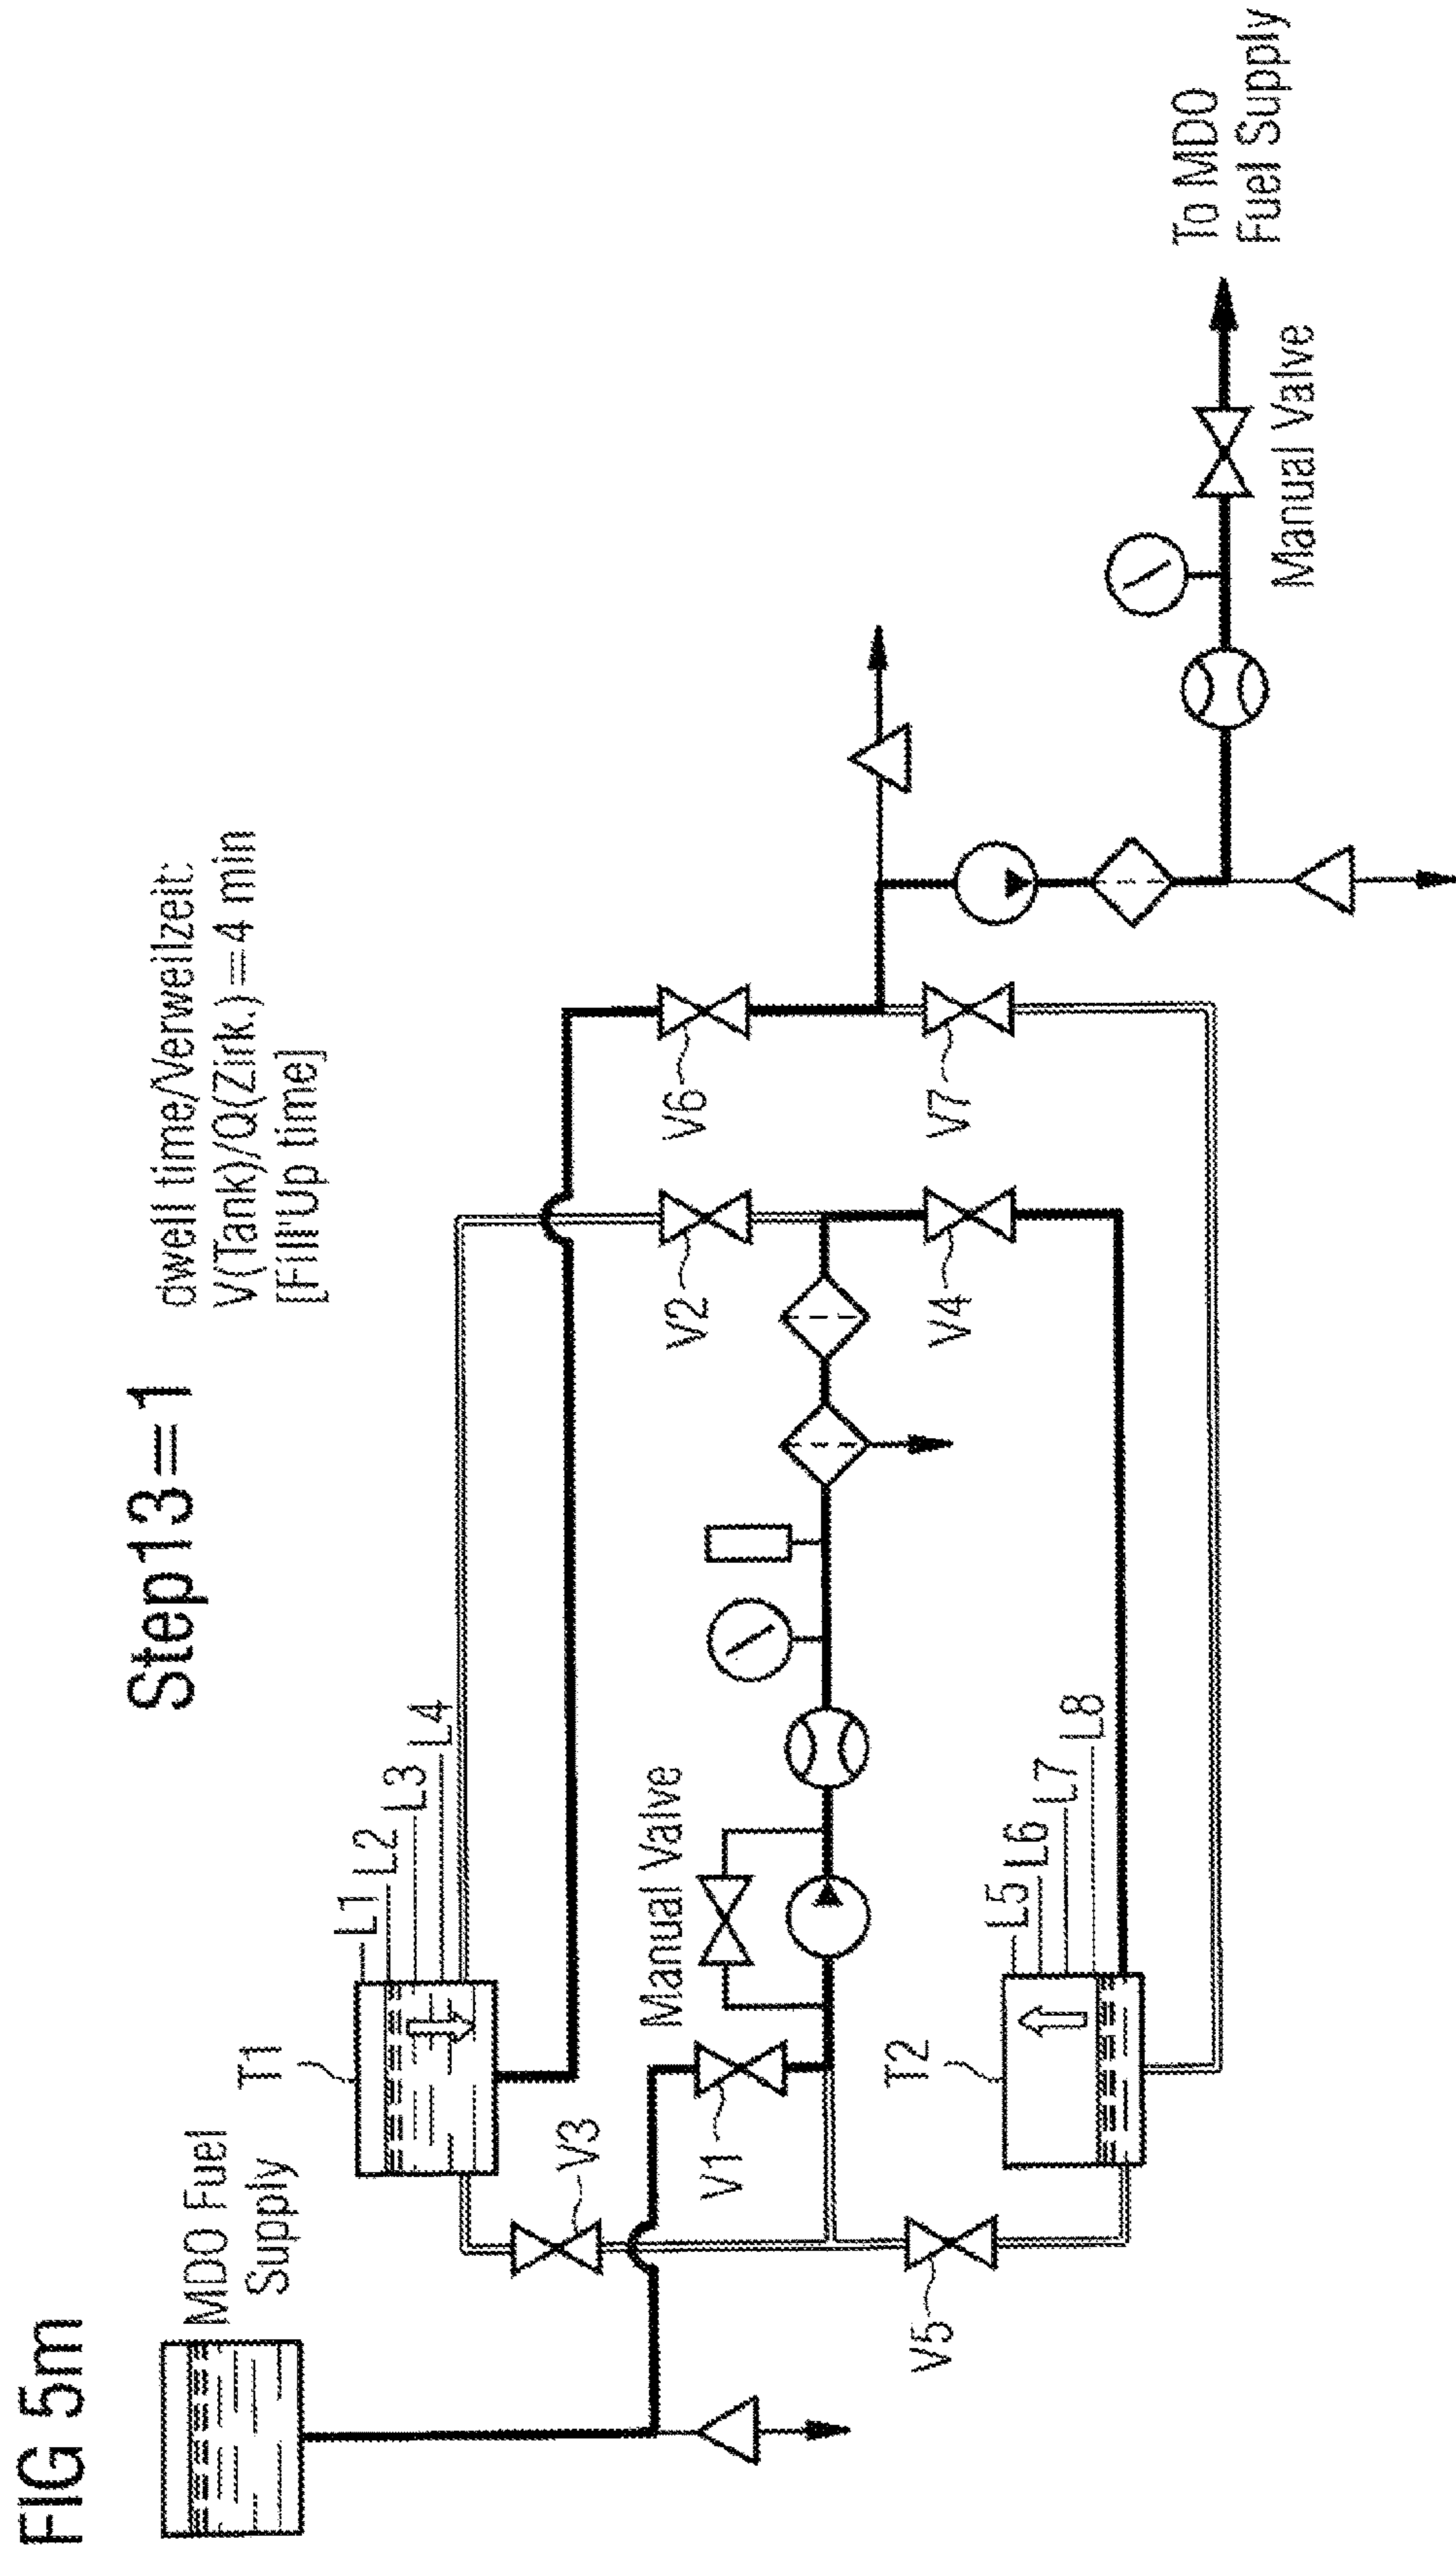 FIG 5m
Step13=1
dwell time/Verweilzeit:
V(Tank)/Q(Zirk.)=4 min
[Fill'Up time]
MDO Fuel
Supply
T1
L1
L2
L3
L4
V3
V1
Manual Valve
V2
V6
V4
V7
V5
T2
L5
L6
L7
L8
Manual Valve
To MDO
Fuel Supply